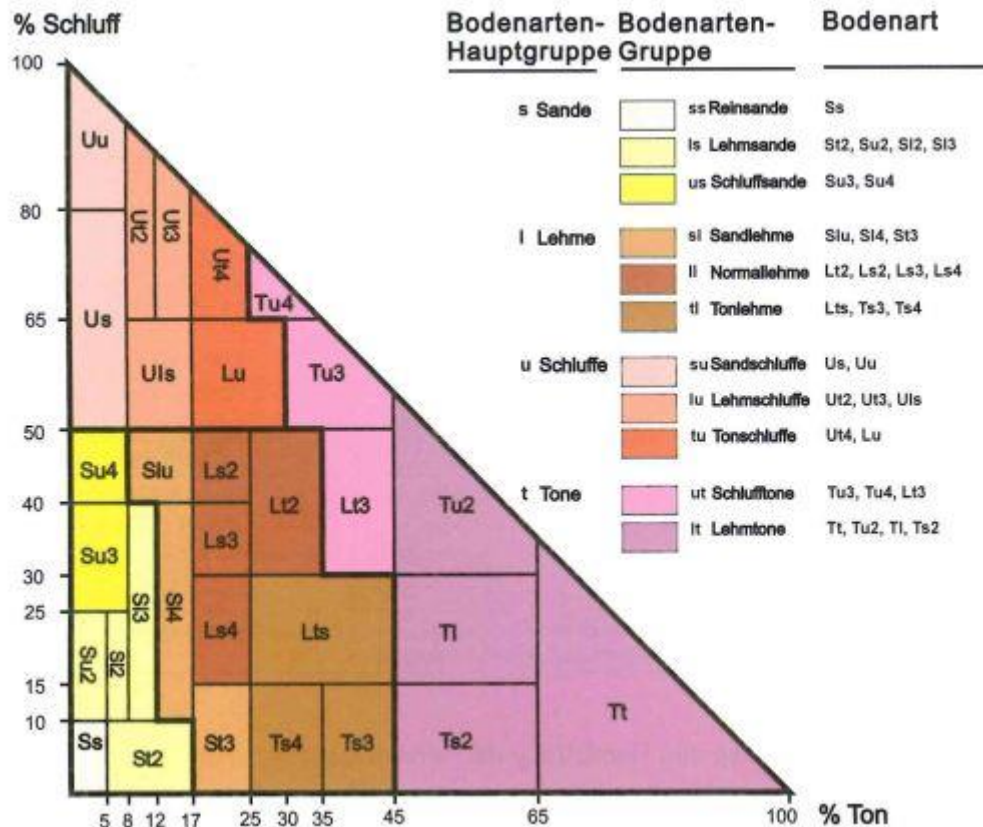 % Schluff
Bodenarten-Hauptgruppe
Bodenarten-Gruppe
Bodenart
s Sande
ss Reinsande
Ss
ls Lehmsande
St2, Su2, Sl2, Sl3
us Schluffsande
Su3, Su4
l Lehme
sl Sandlehme
Slu, Sl4, St3
ll Normallehme
Lt2, Ls2, Ls3, Ls4
tl Tonlehme
Lts, Ts3, Ts4
u Schluffe
su Sandschluffe
Us, Uu
lu Lehmschluffe
Ut2, Ut3, Uls
tu Tonschluffe
Ut4, Lu
t Tone
ut Schlufftone
Tu3, Tu4, Lt3
lt Lehmtone
Tt, Tu2, Tl, Ts2
100
80
65
50
40
30
25
15
10
Uu
Ut2
Ut3
Ut4
Tu4
Us
Uls
Lu
Tu3
Su4
Slu
Ls2
Lt2
Lt3
Tu2
Su3
Sl3
Sl4
Ls3
Su2
Sl2
Ls4
Lts
Tl
Ss
St2
St3
Ts4
Ts3
Ts2
Tt
5 8 12 17 25 30 35 45 65 100
% Ton